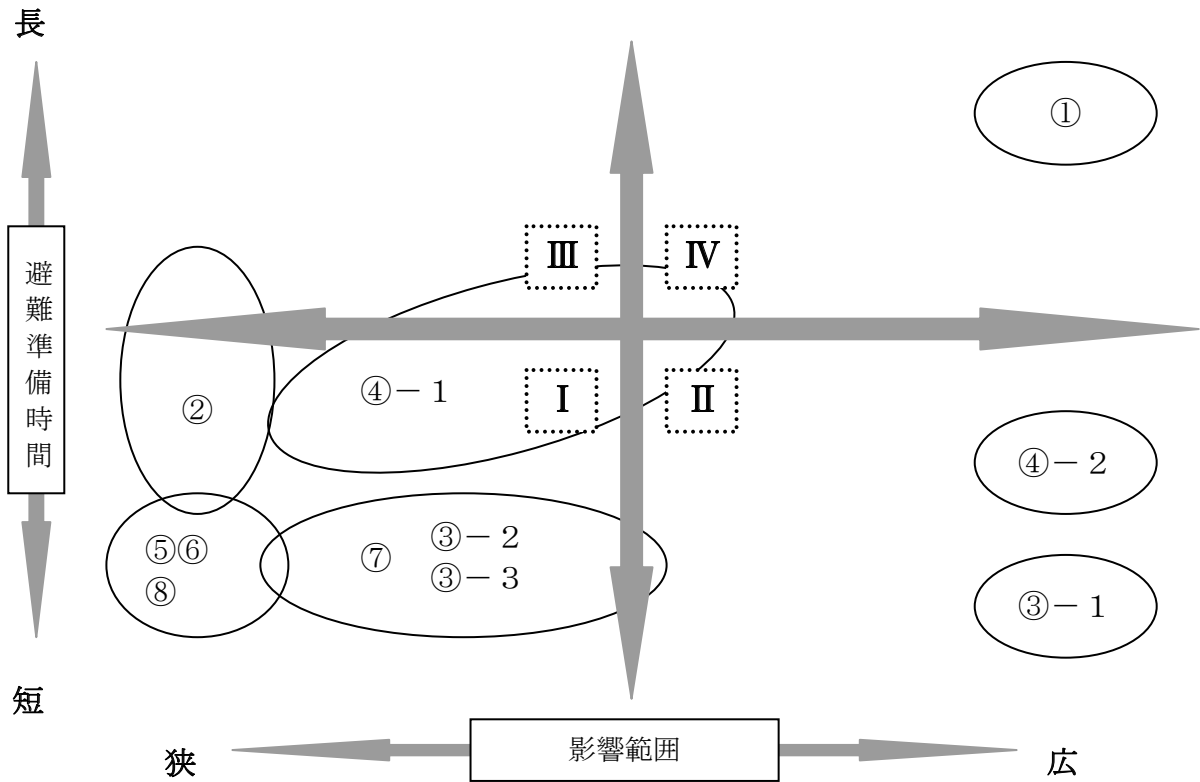 長
①
Ⅲ
Ⅳ
避難準備時間
②
④－１
Ⅰ
Ⅱ
④－２
⑤⑥
⑧
⑦
③－２
③－３
③－１
短
狭
影響範囲
広